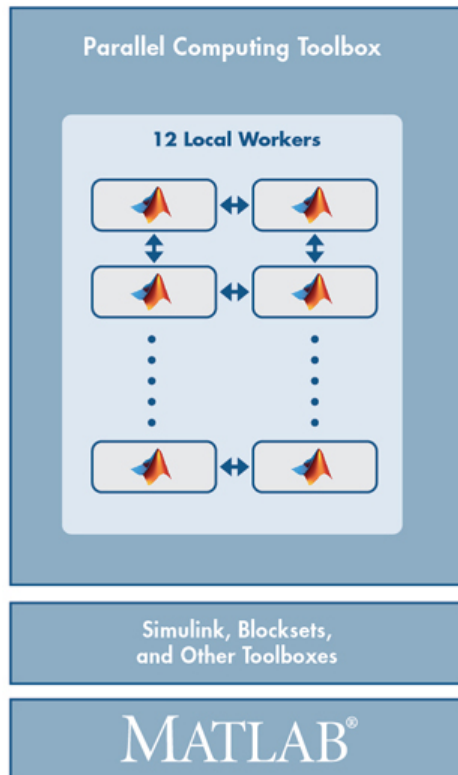 Parallel Computing Toolbox
12 Local Workers
Simulink, Blocksets,
and Other Toolboxes
MATLAB®